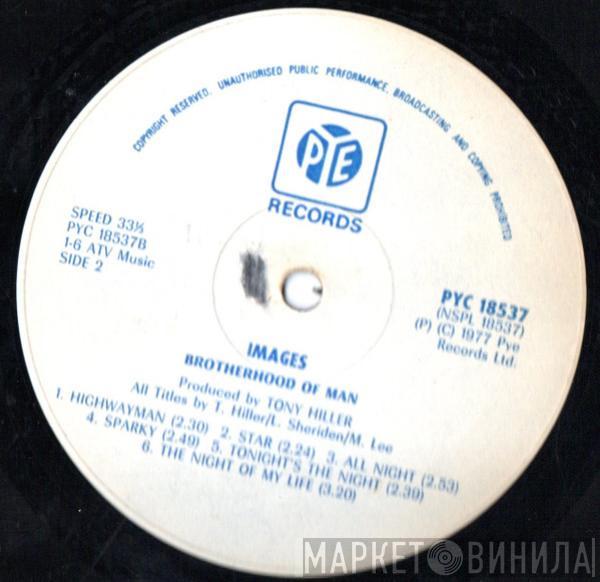 COPYRIGHT RESERVED. UNAUTHORISED PUBLIC PERFORMANCE, BROADCASTING AND COPYING PROHIBITED
PYE
RECORDS
SPEED 33⅓
PYC 18537B
1-6 ATV Music
SIDE 2
PYC 18537
(NSPL 18537)
(P) (C) 1977 Pye
Records Ltd.
IMAGES
BROTHERHOOD OF MAN
Produced by TONY HILLER
All Titles by T. Hiller/L. Sheriden/M. Lee
1. HIGHWAYMAN (2.30) 2. STAR (2.24) 3. ALL NIGHT (2.53)
4. SPARKY (2.49) 5. TONIGHT'S THE NIGHT (2.39)
6. THE NIGHT OF MY LIFE (3.20)
МАРКЕТ ВИНИЛА